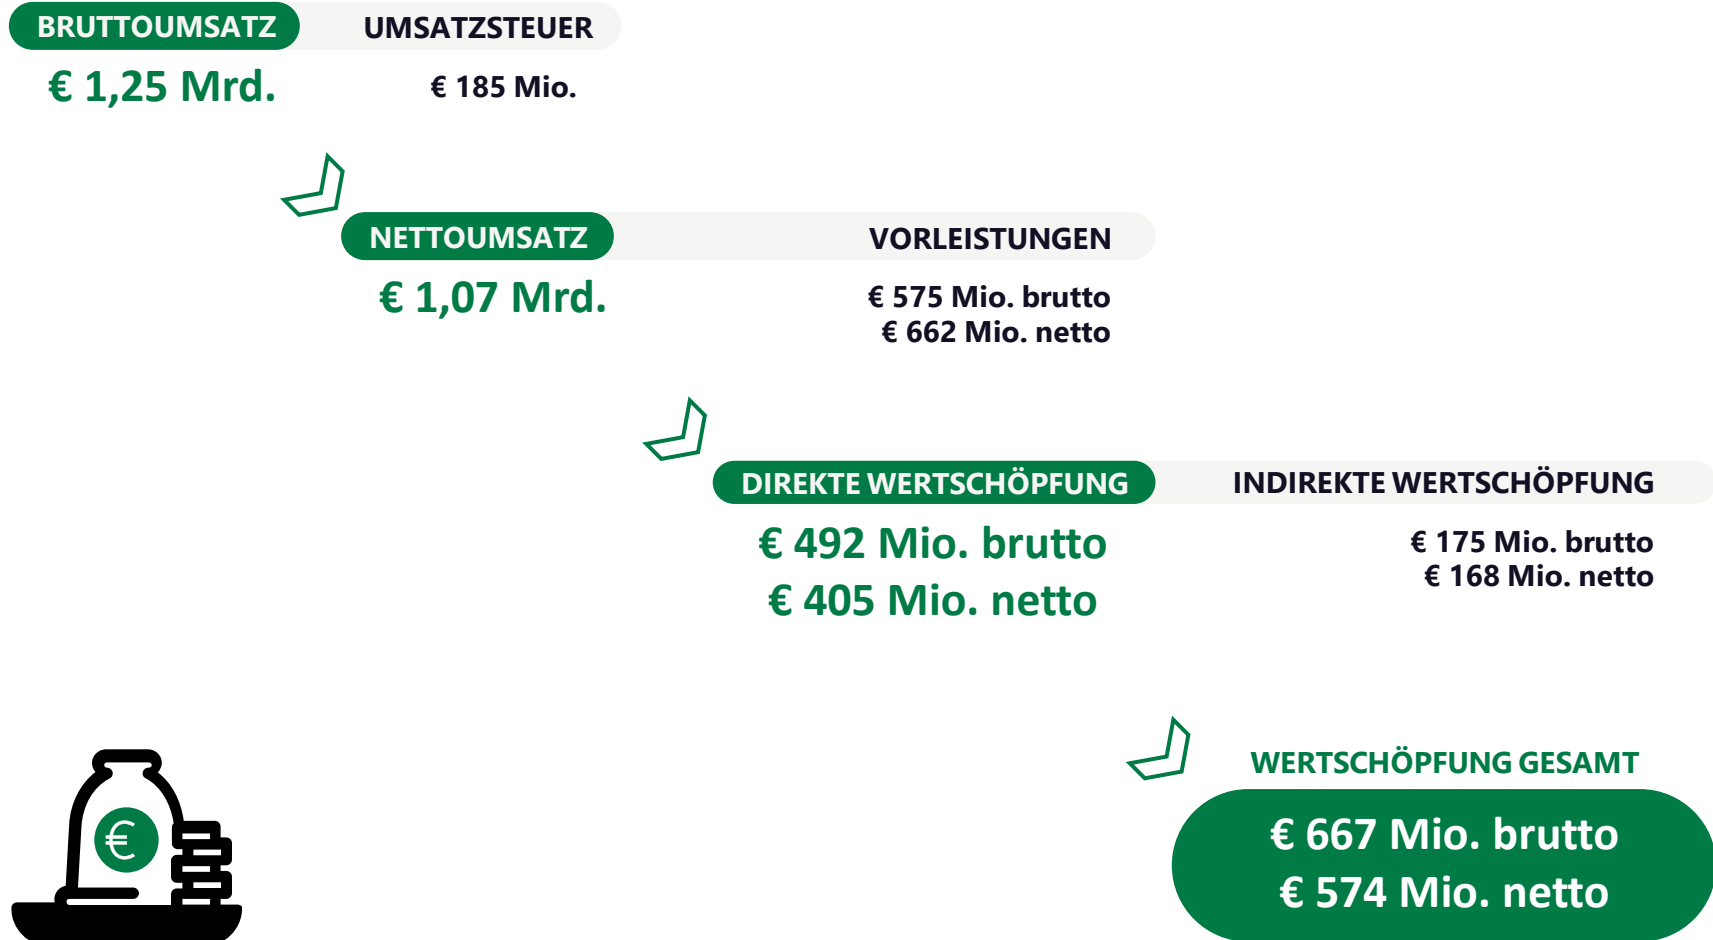 BRUTTOUMSATZ UMSATZSTEUER
€ 1,25 Mrd. € 185 Mio.
NETTOUMSATZ VORLEISTUNGEN
€ 1,07 Mrd. € 575 Mio. brutto
€ 662 Mio. netto
DIREKTE WERTSCHÖPFUNG INDIREKTE WERTSCHÖPFUNG
€ 492 Mio. brutto € 175 Mio. brutto
€ 405 Mio. netto € 168 Mio. netto
WERTSCHÖPFUNG GESAMT
€ 667 Mio. brutto
€ 574 Mio. netto
€